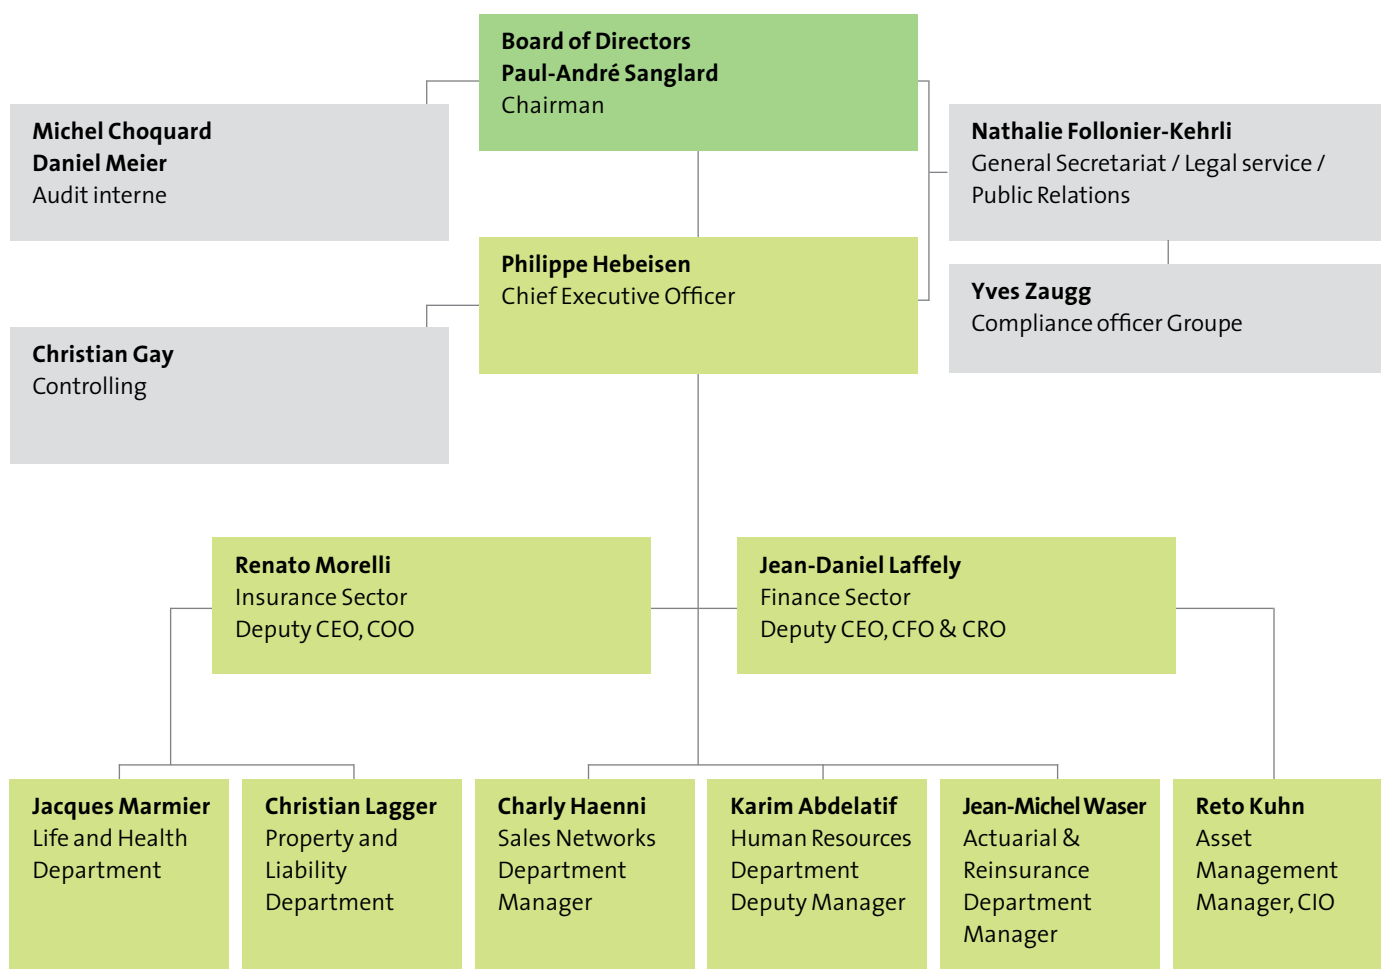 Board of Directors
Paul-André Sanglard
Chairman
Michel Choquard
Daniel Meier
Audit interne
Nathalie Follonier-Kehrli
General Secretariat / Legal service /
Public Relations
Philippe Hebeisen
Chief Executive Officer
Yves Zaugg
Compliance officer Groupe
Christian Gay
Controlling
Renato Morelli
Insurance Sector
Deputy CEO, COO
Jean-Daniel Laffely
Finance Sector
Deputy CEO, CFO & CRO
Jacques Marmier
Life and Health
Department
Christian Lagger
Property and
Liability
Department
Charly Haenni
Sales Networks
Department
Manager
Karim Abdelatif
Human Resources
Department
Deputy Manager
Jean-Michel Waser
Actuarial &
Reinsurance
Department
Manager
Reto Kuhn
Asset
Management
Manager, CIO